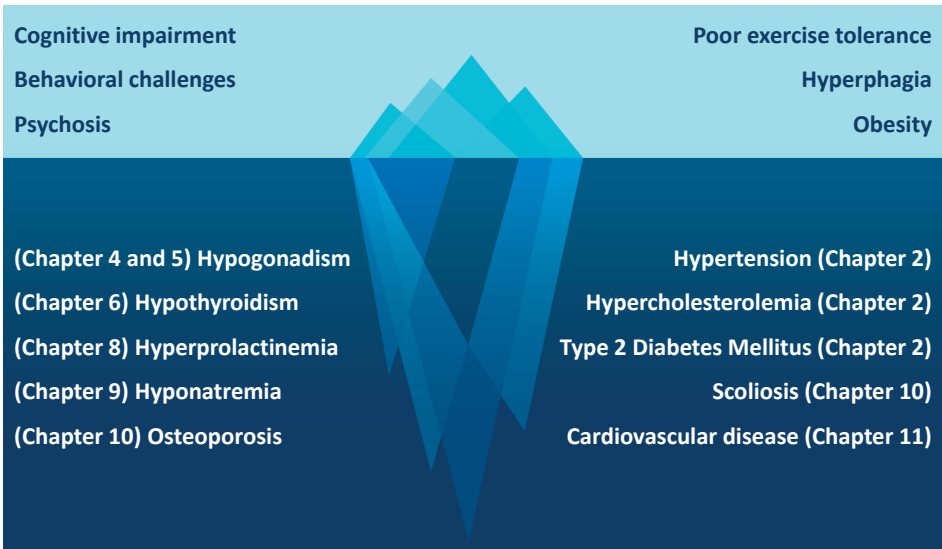 Cognitive impairment
Behavioral challenges
Psychosis
Poor exercise tolerance
Hyperphagia
Obesity
(Chapter 4 and 5) Hypogonadism
(Chapter 6) Hypothyroidism
(Chapter 8) Hyperprolactinemia
(Chapter 9) Hyponatremia
(Chapter 10) Osteoporosis
Hypertension (Chapter 2)
Hypercholesterolemia (Chapter 2)
Type 2 Diabetes Mellitus (Chapter 2)
Scoliosis (Chapter 10)
Cardiovascular disease (Chapter 11)